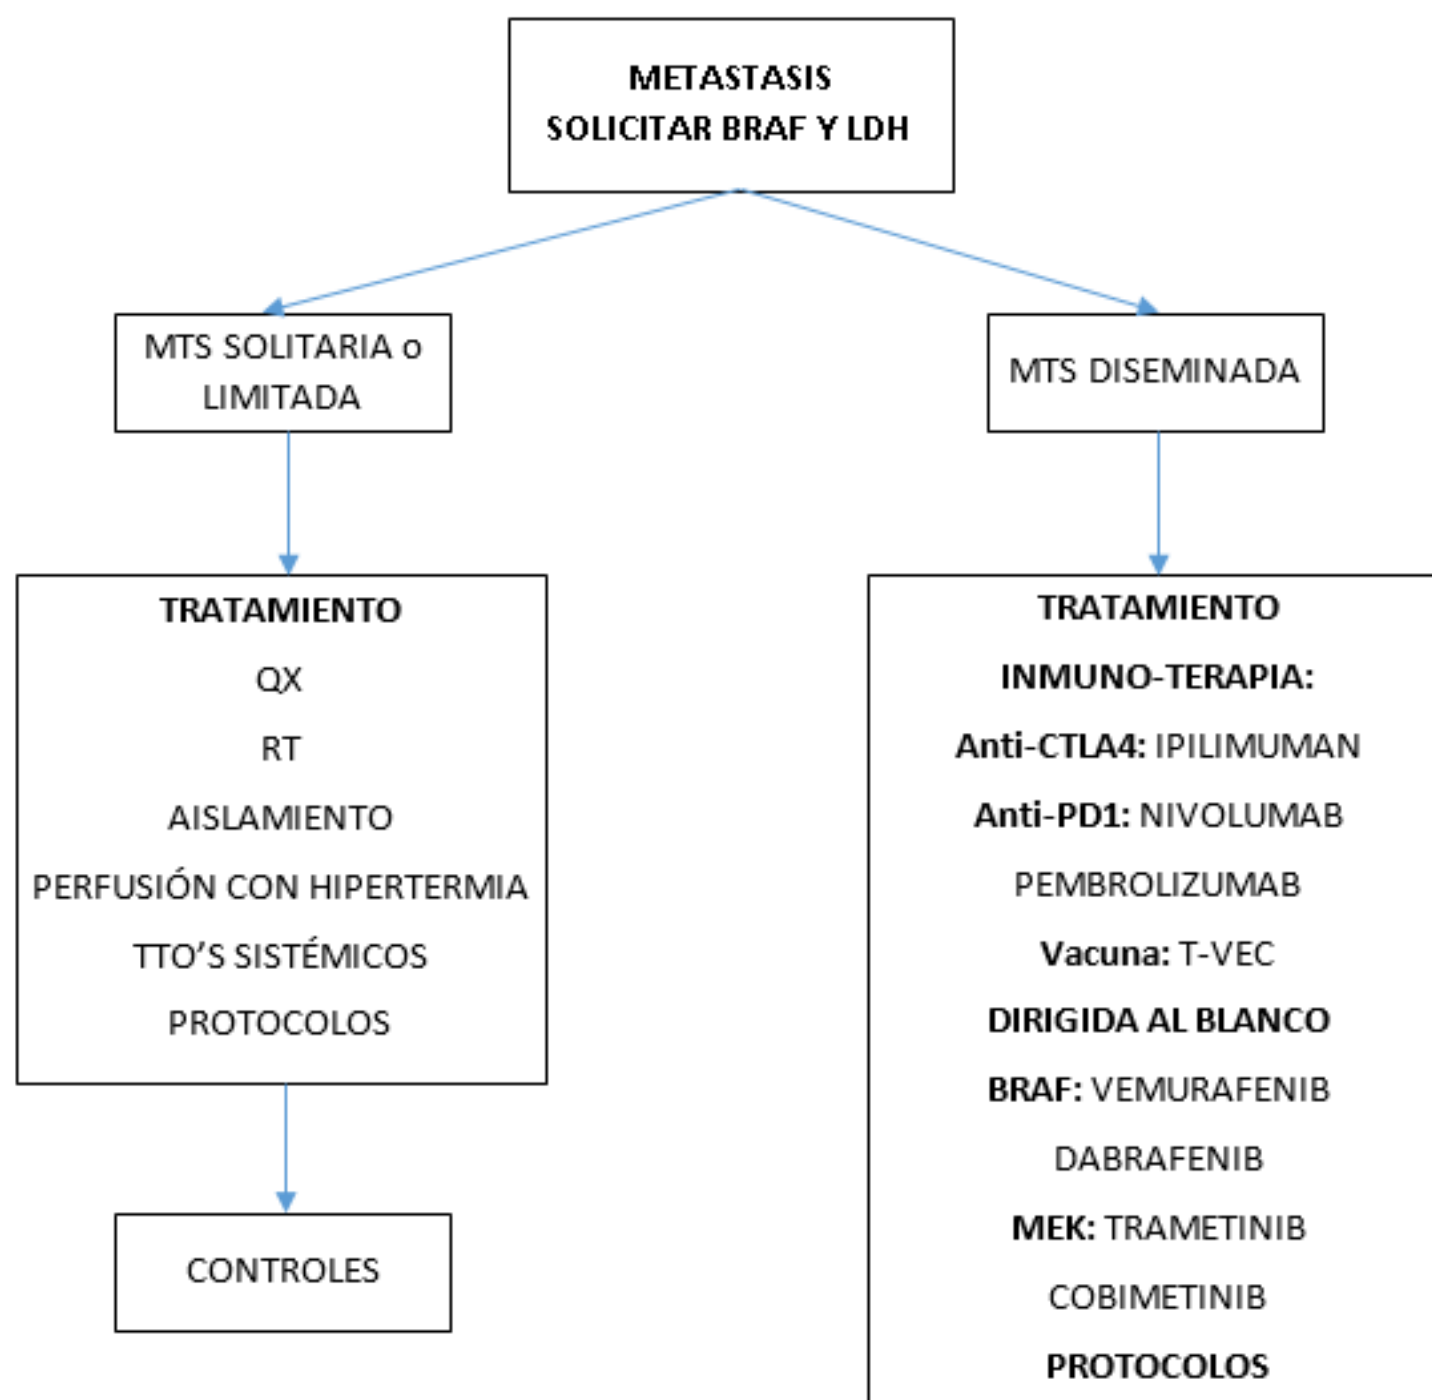 METASTASIS
SOLICITAR BRAF Y LDH
MTS SOLITARIA o
LIMITADA
MTS DISEMINADA
TRATAMIENTO
QX
RT
AISLAMIENTO
PERFUSIÓN CON HIPERTERMIA
TTO’S SISTÉMICOS
PROTOCOLOS
CONTROLES
TRATAMIENTO
INMUNO-TERAPIA:
Anti-CTLA4: IPILIMUMAN
Anti-PD1: NIVOLUMAB
PEMBROLIZUMAB
Vacuna: T-VEC
DIRIGIDA AL BLANCO
BRAF: VEMURAFENIB
DABRAFENIB
MEK: TRAMETINIB
COBIMETINIB
PROTOCOLOS